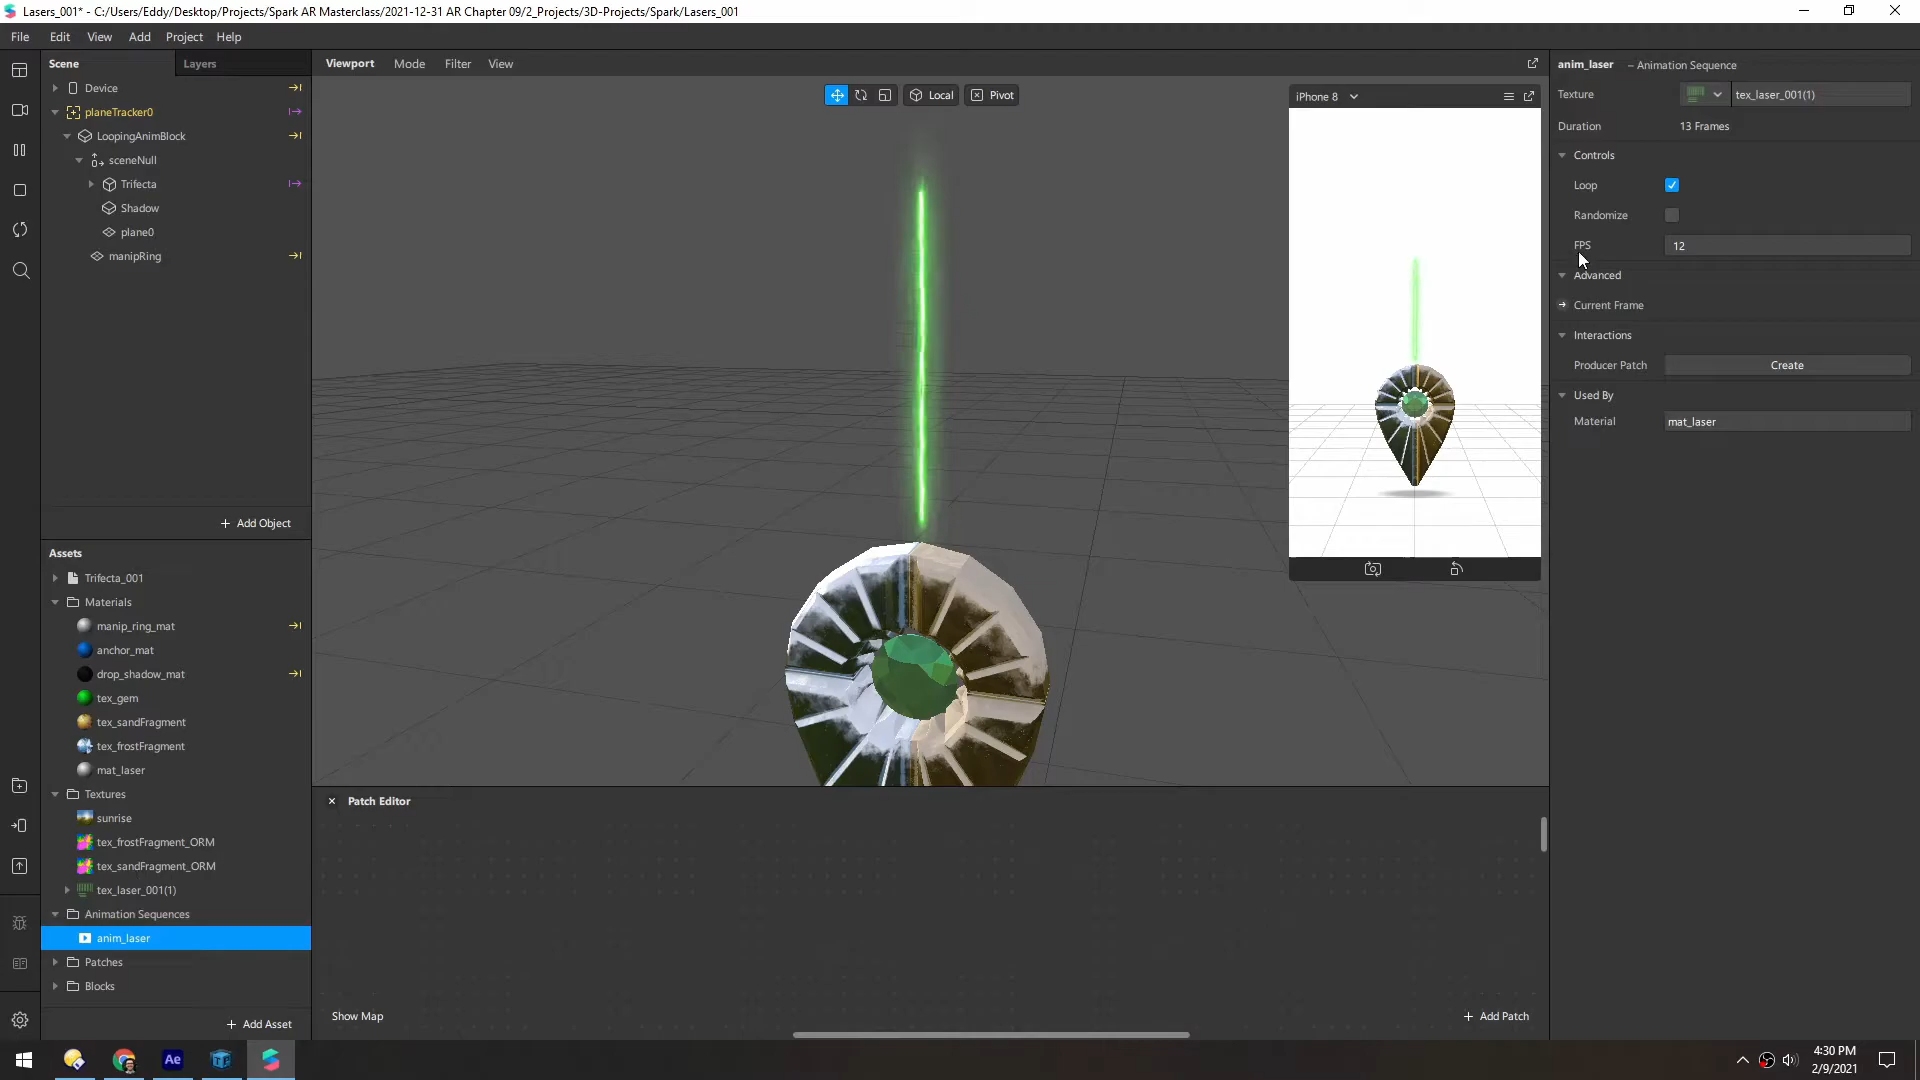 Lasers_001* - C:/Users/Eddy/Desktop/Projects/Spark AR Masterclass/2021-12-31 AR Chapter 09/2_Projects/3D-Projects/Spark/Lasers_001
File Edit View Add Project Help
Scene
Layers
Device
planeTracker0
LoopingAnimBlock
sceneNull
Trifecta
Shadow
plane0
manipRing
+ Add Object
Assets
Trifecta_001
Materials
manip_ring_mat
anchor_mat
drop_shadow_mat
tex_gem
tex_sandFragment
tex_frostFragment
mat_laser
Textures
sunrise
tex_frostFragment_ORM
tex_sandFragment_ORM
tex_laser_001(1)
Animation Sequences
anim_laser
Patches
Blocks
+ Add Asset
Viewport Mode Filter View
Local
Pivot
iPhone 8
Patch Editor
Show Map
+ Add Patch
anim_laser – Animation Sequence
Texture tex_laser_001(1)
Duration 13 Frames
Controls
Loop
Randomize
FPS 12
Advanced
Current Frame
Interactions
Producer Patch Create
Used By
Material mat_laser
Ae
4:30 PM
2/9/2021